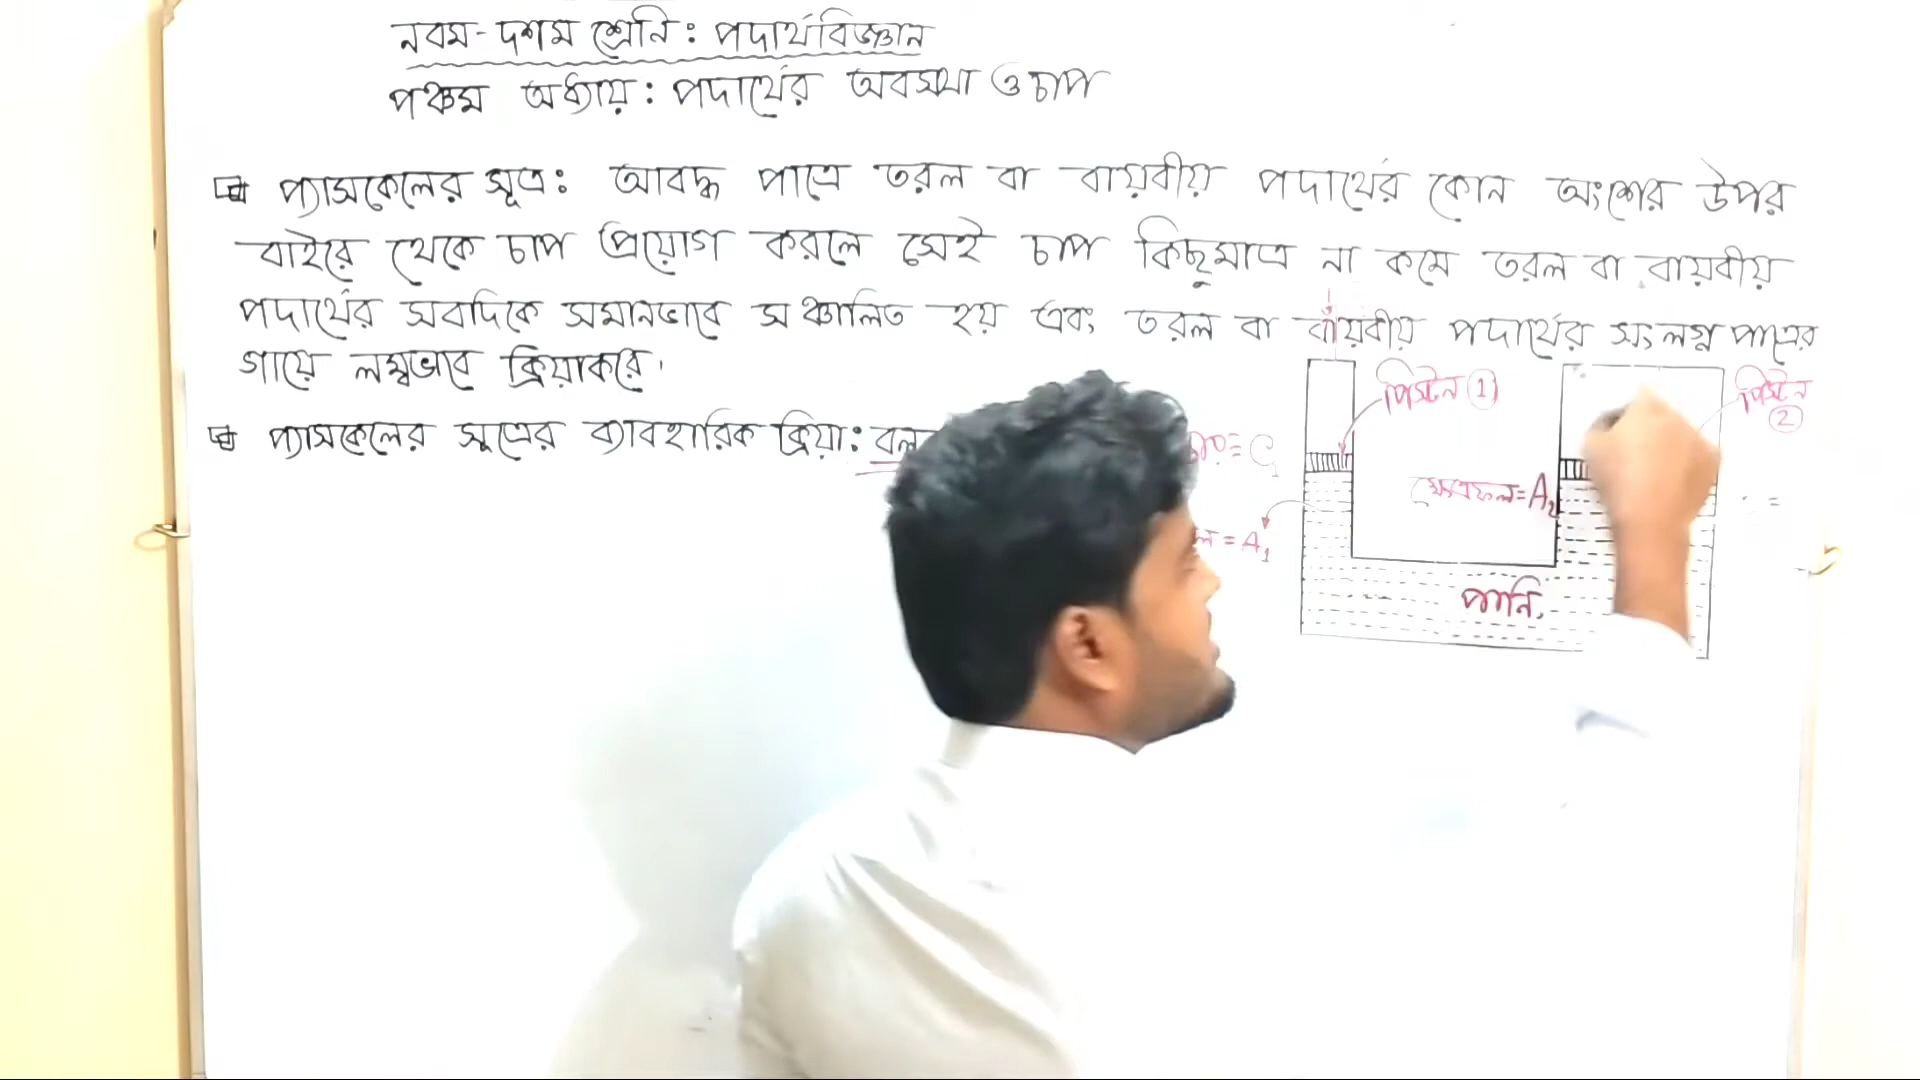 নবম-দশম শ্রেনি: পদার্থবিজ্ঞান
পঞ্চম অধ্যায়: পদার্থের অবস্থা ও চাপ
প্যাসকেলের সূত্র: আবদ্ধ পাত্রে তরল বা বায়বীয় পদার্থের কোন অংশের উপর
বাইরে থেকে চাপ প্রয়োগ করলে সেই চাপ কিছুমাত্র না কমে তরল বা বায়বীয়
পদার্থের সবদিকে সমানভাবে সঞ্চালিত হয় এবং তরল বা বায়বীয় পদার্থের সংলগ্ন পাত্রের
গায়ে লম্বভাবে ক্রিয়াকরে।
প্যাসকেলের সূত্রের ব্যবহারিক ক্রিয়া: বল
পিস্টন ①
পিস্টন ②
ক্ষেত্রফল = A₂
= A₁
পানি